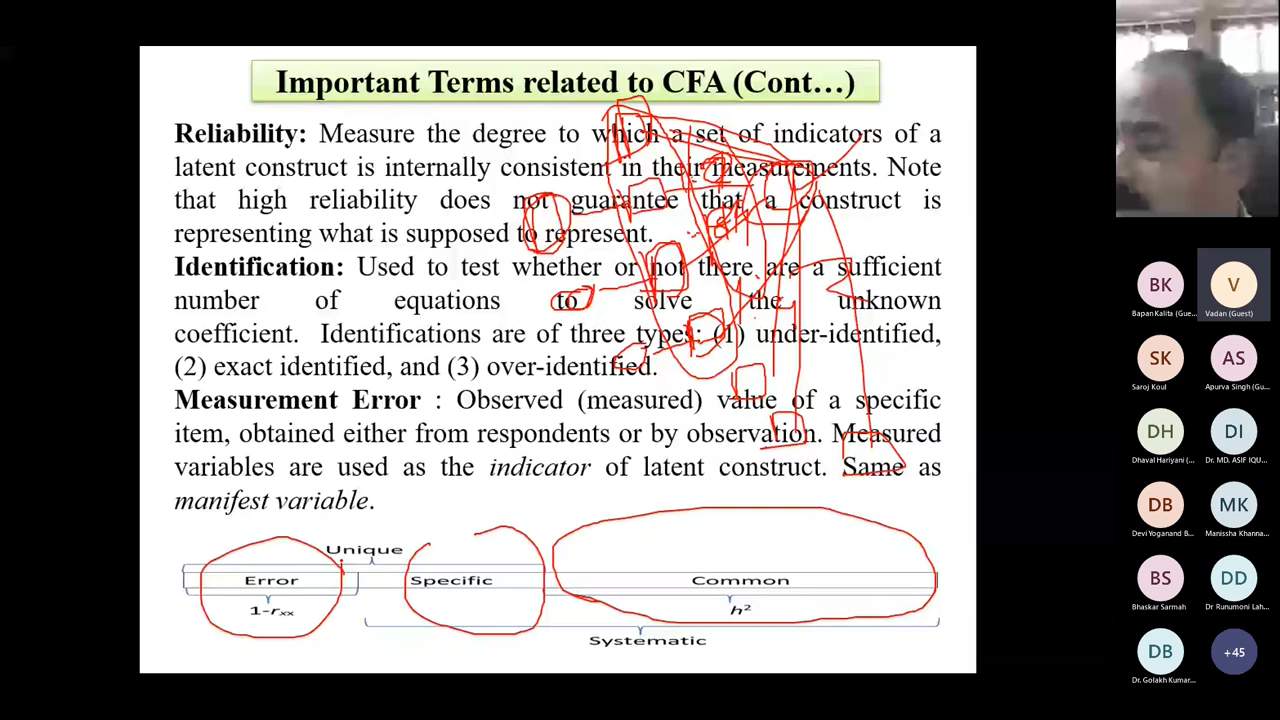 Important Terms related to CFA (Cont…)
Reliability: Measure the degree to which a set of indicators of a
latent construct is internally consistent in their measurements. Note
that high reliability does not guarantee that a construct is
representing what is supposed to represent.
Identification: Used to test whether or not there are a sufficient
number of equations to solve the unknown
coefficient. Identifications are of three types: (1) under-identified,
(2) exact identified, and (3) over-identified.
Measurement Error : Observed (measured) value of a specific
item, obtained either from respondents or by observation. Measured
variables are used as the indicator of latent construct. Same as
manifest variable.
Unique
Error Specific Common
1-rxx h²
Systematic
BK V
Bapan Kalita (Gue... Vadan (Guest)
SK AS
Saroj Koul Apurva Singh (Gu...
DH DI
Dhaval Hariyani (... Dr. MD. ASIF IQU...
DB MK
Devi Yoganand B... Manissha Khanna...
BS DD
Bhaskar Sarmah Dr Runumoni Lah...
DB +45
Dr. Golakh Kumar...